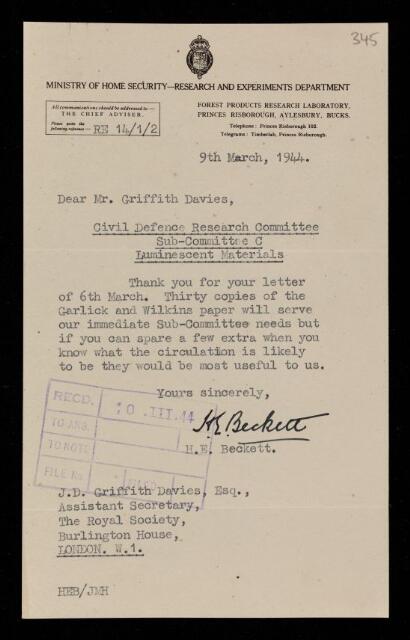 345
MINISTRY OF HOME SECURITY—RESEARCH AND EXPERIMENTS DEPARTMENT
All communications should be addressed to—
THE CHIEF ADVISER.
Please quote the
following reference— RE 14/1/2
FOREST PRODUCTS RESEARCH LABORATORY,
PRINCES RISBOROUGH, AYLESBURY, BUCKS.
Telephone: Princes Risborough 101.
Telegrams: Timberlab, Princes Risborough.
9th March, 1944.
Dear Mr. Griffith Davies,
Civil Defence Research Committee
Sub-Committee C
Luminescent Materials
Thank you for your letter
of 6th March. Thirty copies of the
Garlick and Wilkins paper will serve
our immediate Sub-Committee needs but
if you can spare a few extra when you
know what the circulation is likely
to be they would be most useful to us.
Yours sincerely,
H.E. Beckett
H.E. Beckett.
RECD. 10 .III.44
TO ANS.
TO NOTE
FILE No.
J.D. Griffith Davies, Esq.,
Assistant Secretary,
The Royal Society,
Burlington House,
LONDON. W.1.
HEB/JMH